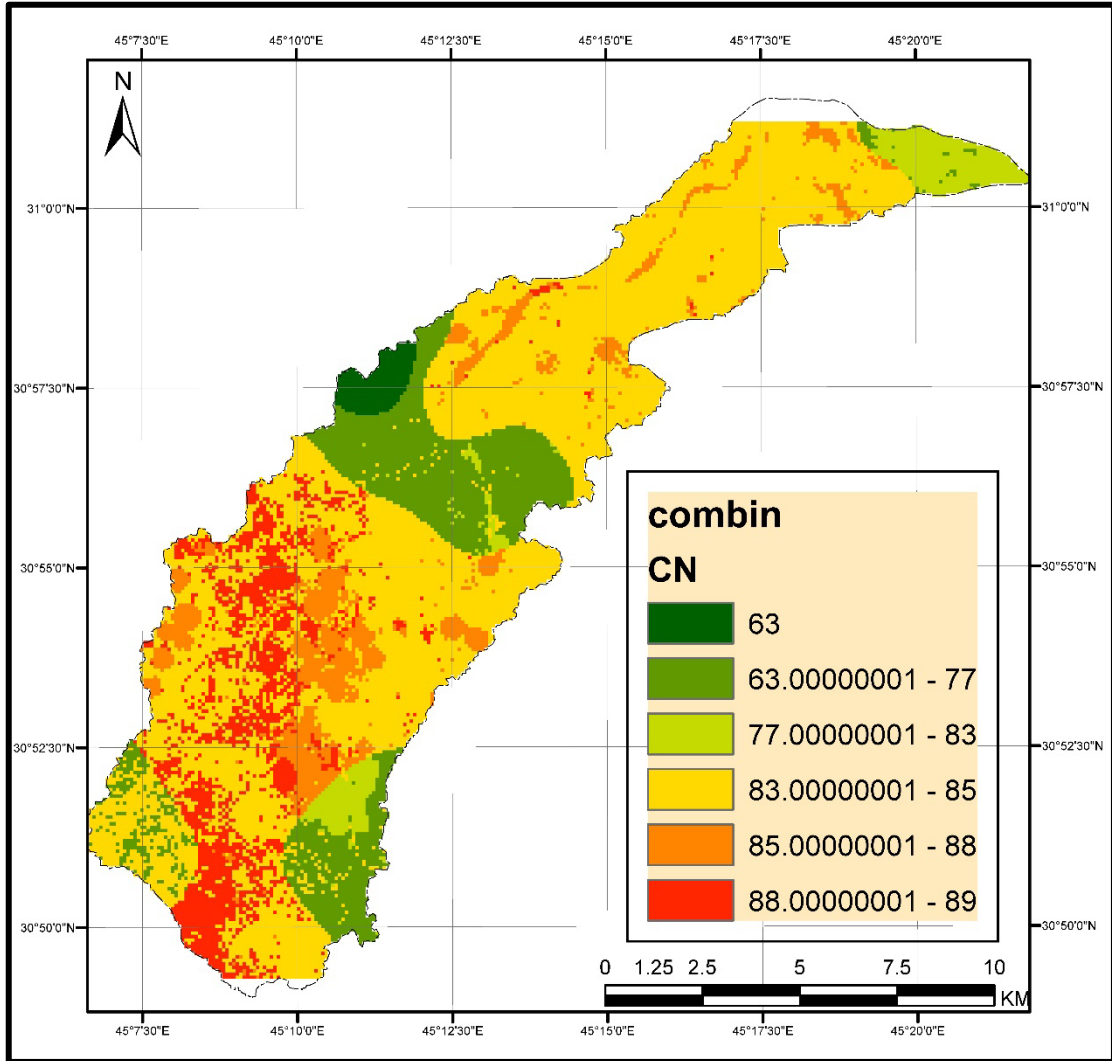 45°7'30"E 45°10'0"E 45°12'30"E 45°15'0"E 45°17'30"E 45°20'0"E
N
31°0'0"N 31°0'0"N
30°57'30"N 30°57'30"N
30°55'0"N 30°55'0"N
30°52'30"N 30°52'30"N
30°50'0"N 30°50'0"N
combin
CN
63
63.00000001 - 77
77.00000001 - 83
83.00000001 - 85
85.00000001 - 88
88.00000001 - 89
0 1.25 2.5 5 7.5 10
KM
45°7'30"E 45°10'0"E 45°12'30"E 45°15'0"E 45°17'30"E 45°20'0"E